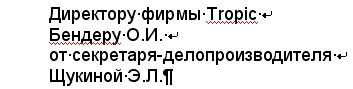 Директору фирмы Tropic
Бендеру О.И.
от секретаря-делопроизводителя
Щукиной Э.Л.¶